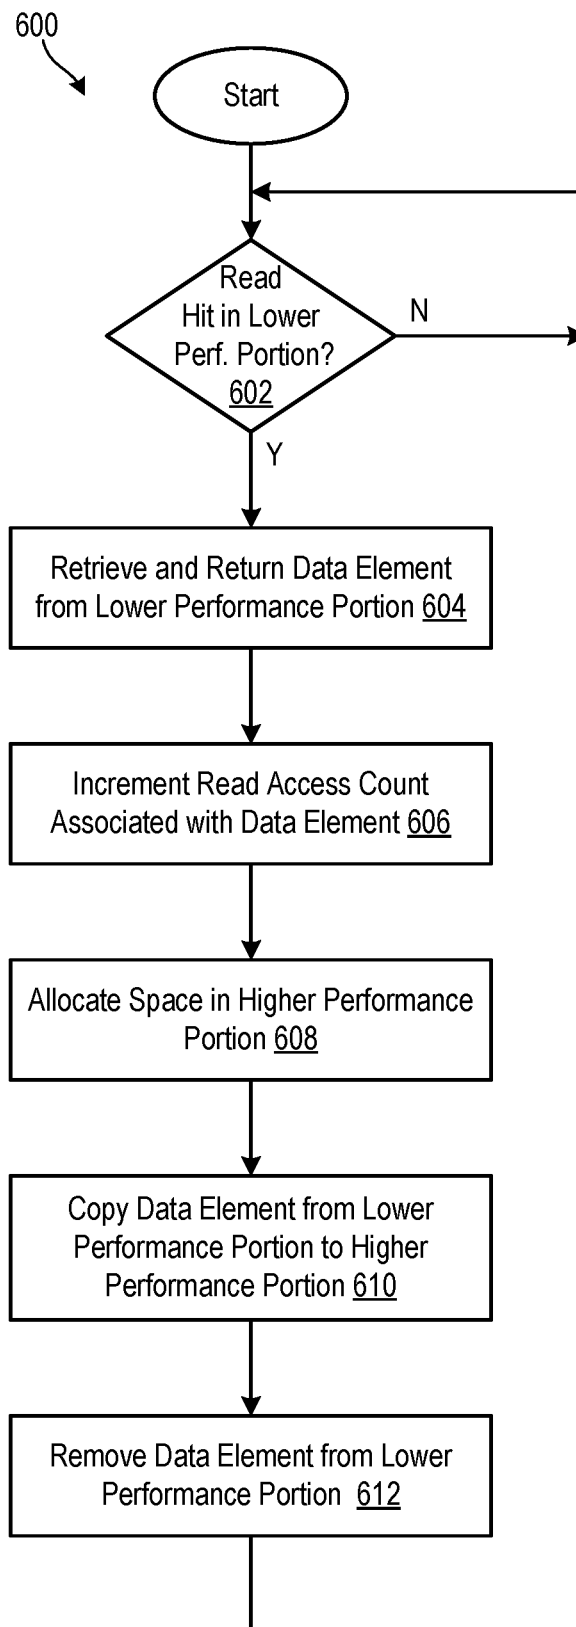 600
Start
Read
Hit in Lower
Perf. Portion?
602
N
Y
Retrieve and Return Data Element
from Lower Performance Portion 604
Increment Read Access Count
Associated with Data Element 606
Allocate Space in Higher Performance
Portion 608
Copy Data Element from Lower
Performance Portion to Higher
Performance Portion 610
Remove Data Element from Lower
Performance Portion 612